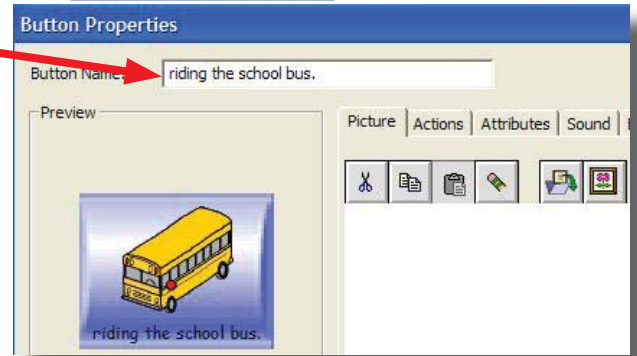 Button Properties
Button Name: riding the school bus.
Preview
Picture Actions Attributes Sound
riding the school bus.